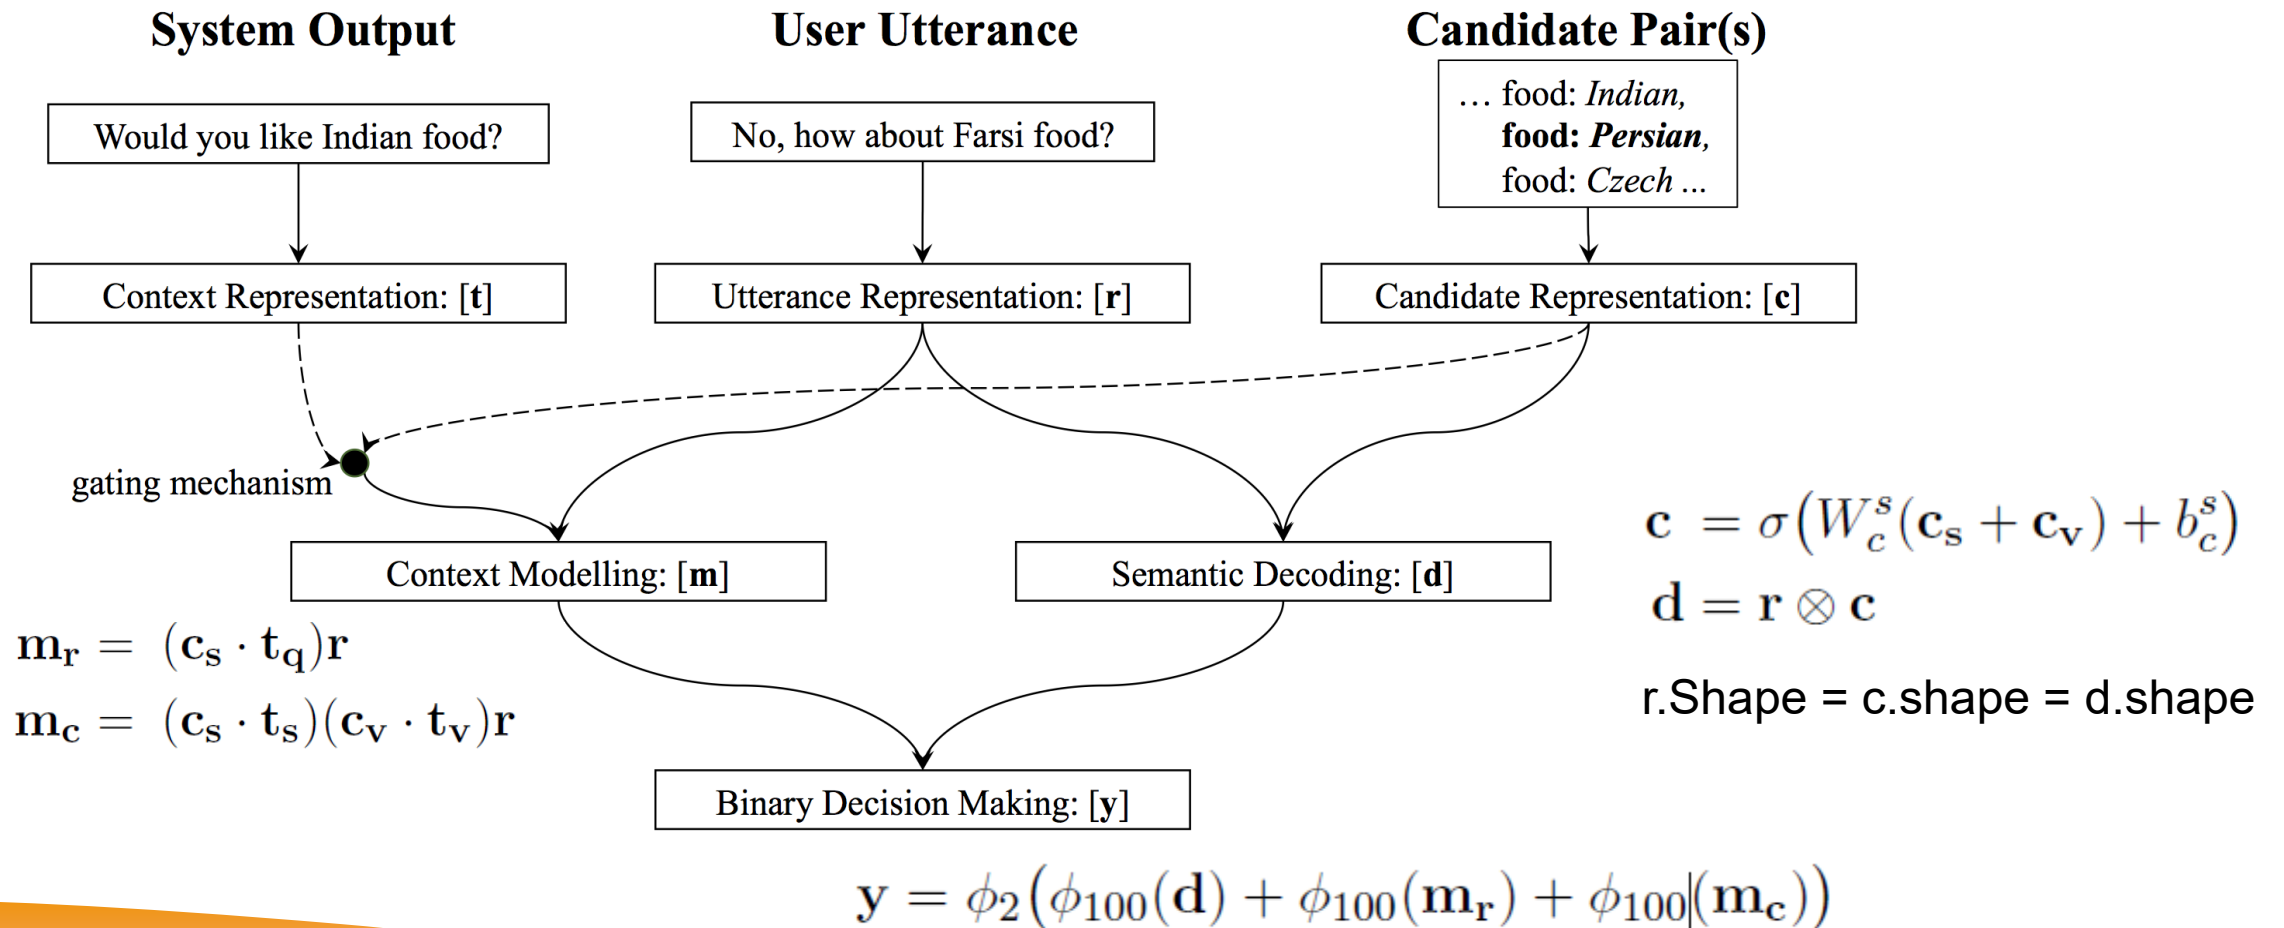 System Output
User Utterance
Candidate Pair(s)
Would you like Indian food?
No, how about Farsi food?
... food: Indian,
food: Persian,
food: Czech ...
Context Representation: [t]
Utterance Representation: [r]
Candidate Representation: [c]
gating mechanism
Context Modelling: [m]
Semantic Decoding: [d]
c = σ(W_c^s(c_s + c_v) + b_c^s)
d = r ⊗ c
r.Shape = c.shape = d.shape
m_r = (c_s · t_q)r
m_c = (c_s · t_s)(c_v · t_v)r
Binary Decision Making: [y]
y = ϕ_2(ϕ_100(d) + ϕ_100(m_r) + ϕ_100(m_c))